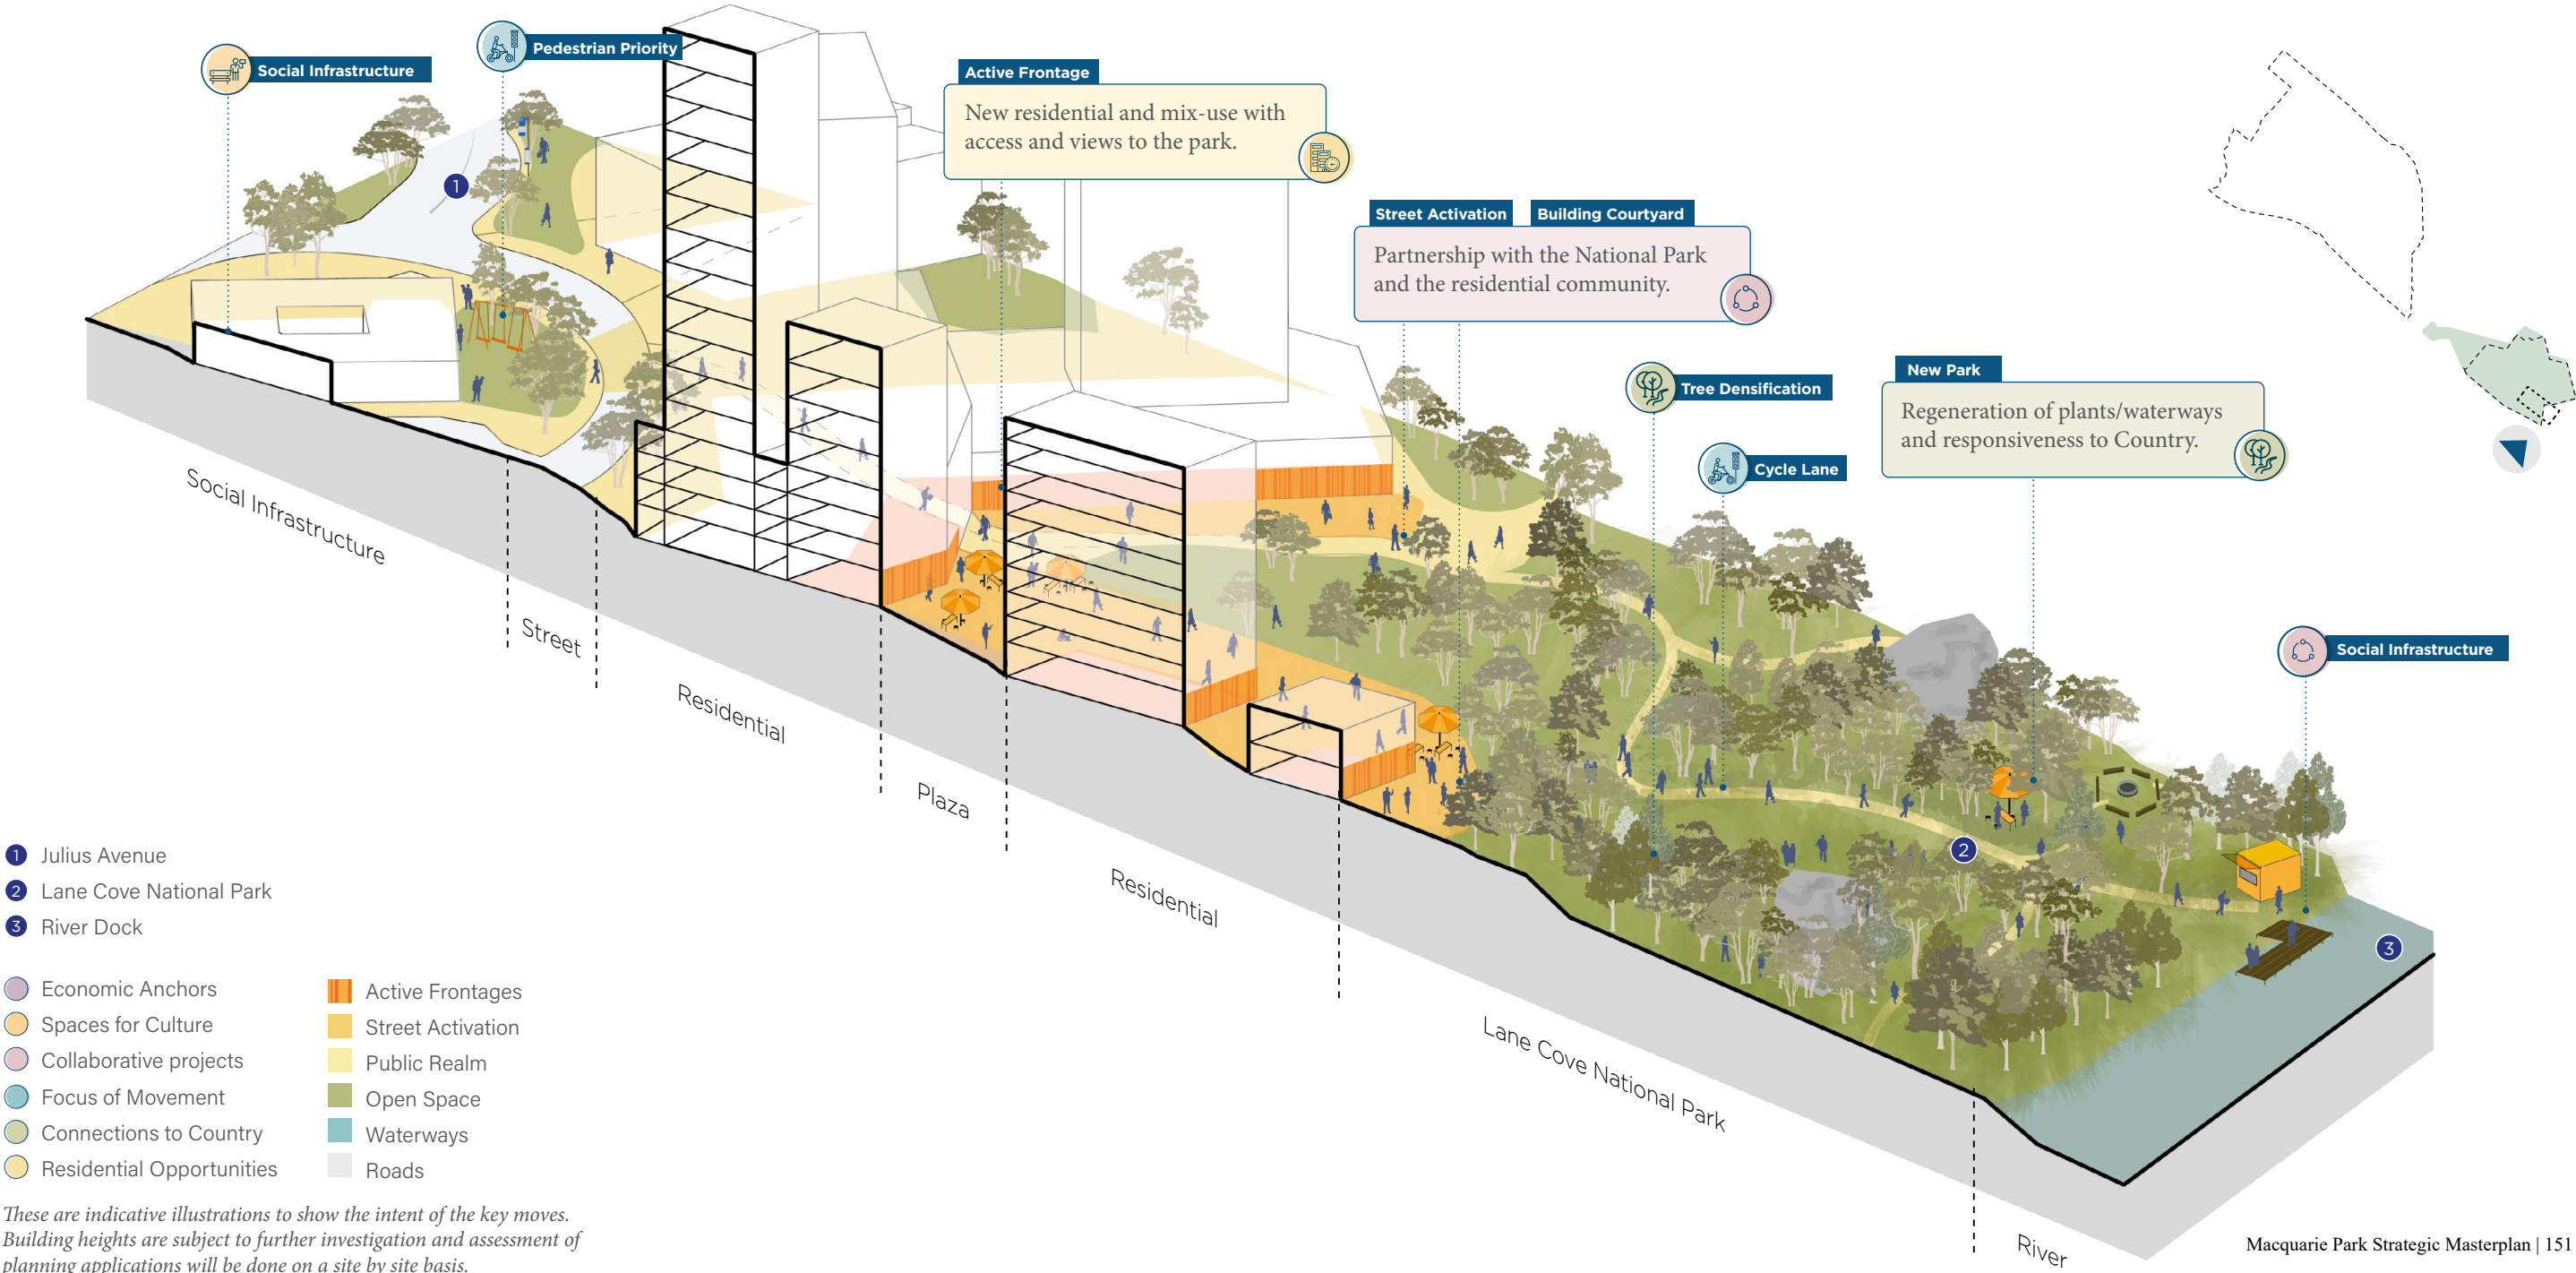 Social Infrastructure
Pedestrian Priority
Active Frontage
New residential and mix-use with
access and views to the park.
Street Activation
Building Courtyard
Partnership with the National Park
and the residential community.
Tree Densification
Cycle Lane
New Park
Regeneration of plants/waterways
and responsiveness to Country.
Social Infrastructure
1
2
3
Social Infrastructure
Street
Residential
Plaza
Residential
Lane Cove National Park
River
1 Julius Avenue
2 Lane Cove National Park
3 River Dock
Economic Anchors
Spaces for Culture
Collaborative projects
Focus of Movement
Connections to Country
Residential Opportunities
Active Frontages
Street Activation
Public Realm
Open Space
Waterways
Roads
These are indicative illustrations to show the intent of the key moves.
Building heights are subject to further investigation and assessment of
planning applications will be done on a site by site basis.
Macquarie Park Strategic Masterplan | 151